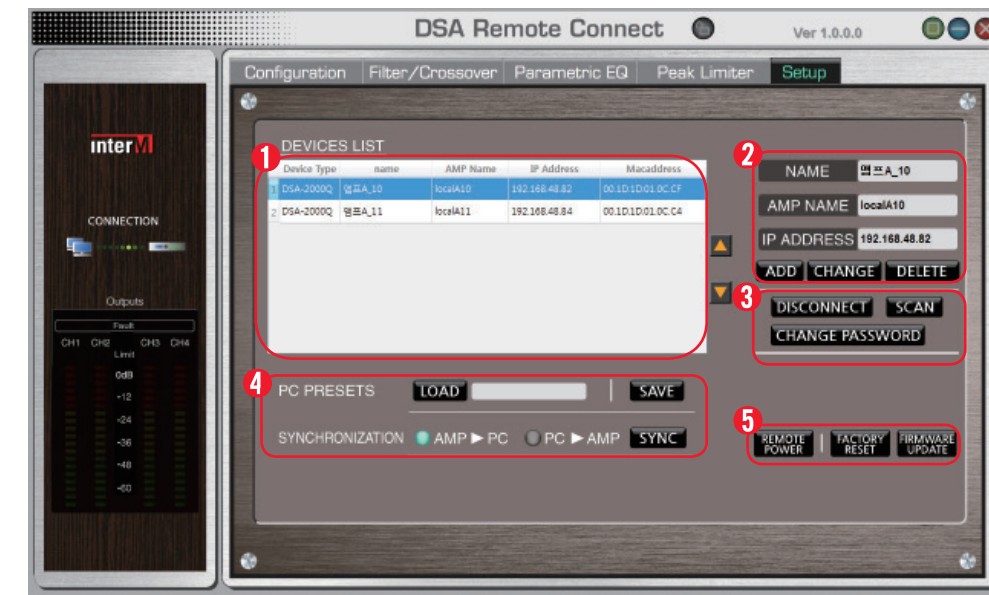 DSA Remote Connect
Ver 1.0.0.0
Configuration Filter/Crossover Parametric EQ Peak Limiter Setup
interM
CONNECTION
Outputs
Fault
CH1 CH2 CH3 CH4
Limit
0dB
-12
-24
-36
-48
-60
1
DEVICES LIST
Device Type name AMP Name IP Address Macaddress
1 DSA-2000Q 앰프A_10 localA10 192.168.48.82 00.1D.1D.01.0C.CF
2 DSA-2000Q 앰프A_11 localA11 192.168.48.84 00.1D.1D.01.0C.C4
2
NAME 앰프A_10
AMP NAME localA10
IP ADDRESS 192.168.48.82
ADD CHANGE DELETE
3
DISCONNECT SCAN
CHANGE PASSWORD
4
PC PRESETS LOAD SAVE
SYNCHRONIZATION AMP ▶ PC PC ▶ AMP SYNC
5
REMOTE POWER FACTORY RESET FIRMWARE UPDATE